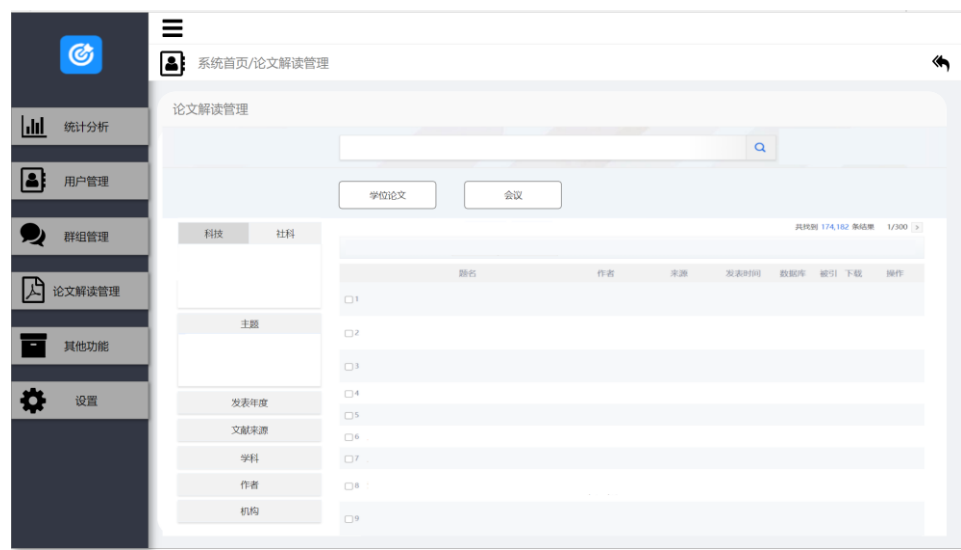 系统首页/论文解读管理
统计分析
用户管理
群组管理
论文解读管理
其他功能
设置
论文解读管理
学位论文 会议
科技 社科
主题
发表年度
文献来源
学科
作者
机构
共找到 174,182 条结果 1/300 >
题名 作者 来源 发表时间 数据库 被引 下载 操作
1
2
3
4
5
6
7
8
9